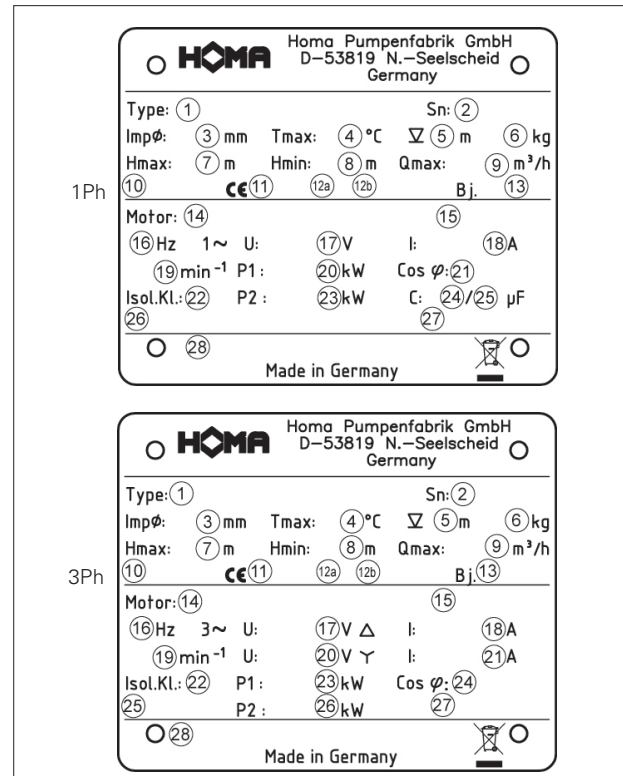 HOMA Homa Pumpenfabrik GmbH
D-53819 N.-Seelscheid
Germany
Type: 1 Sn: 2
Impø: 3 mm Tmax: 4 °C ▽ 5 m 6 kg
Hmax: 7 m Hmin: 8 m Qmax: 9 m³/h
1Ph
10 CE 11 12a 12b Bj. 13
Motor: 14 15
16 Hz 1~ U: 17 V I: 18 A
19 min⁻¹ P1: 20 kW Cos φ: 21
Isol.Kl.: 22 P2: 23 kW C: 24/25 µF
26 27
28
Made in Germany
HOMA Homa Pumpenfabrik GmbH
D-53819 N.-Seelscheid
Germany
Type: 1 Sn: 2
Impø: 3 mm Tmax: 4 °C ▽ 5 m 6 kg
Hmax: 7 m Hmin: 8 m Qmax: 9 m³/h
3Ph
10 CE 11 12a 12b Bj. 13
Motor: 14 15
16 Hz 3~ U: 17 V △ I: 18 A
19 min⁻¹ U: 20 V Y I: 21 A
Isol.Kl.: 22 P1: 23 kW Cos φ: 24
25 P2: 26 kW 27
28
Made in Germany